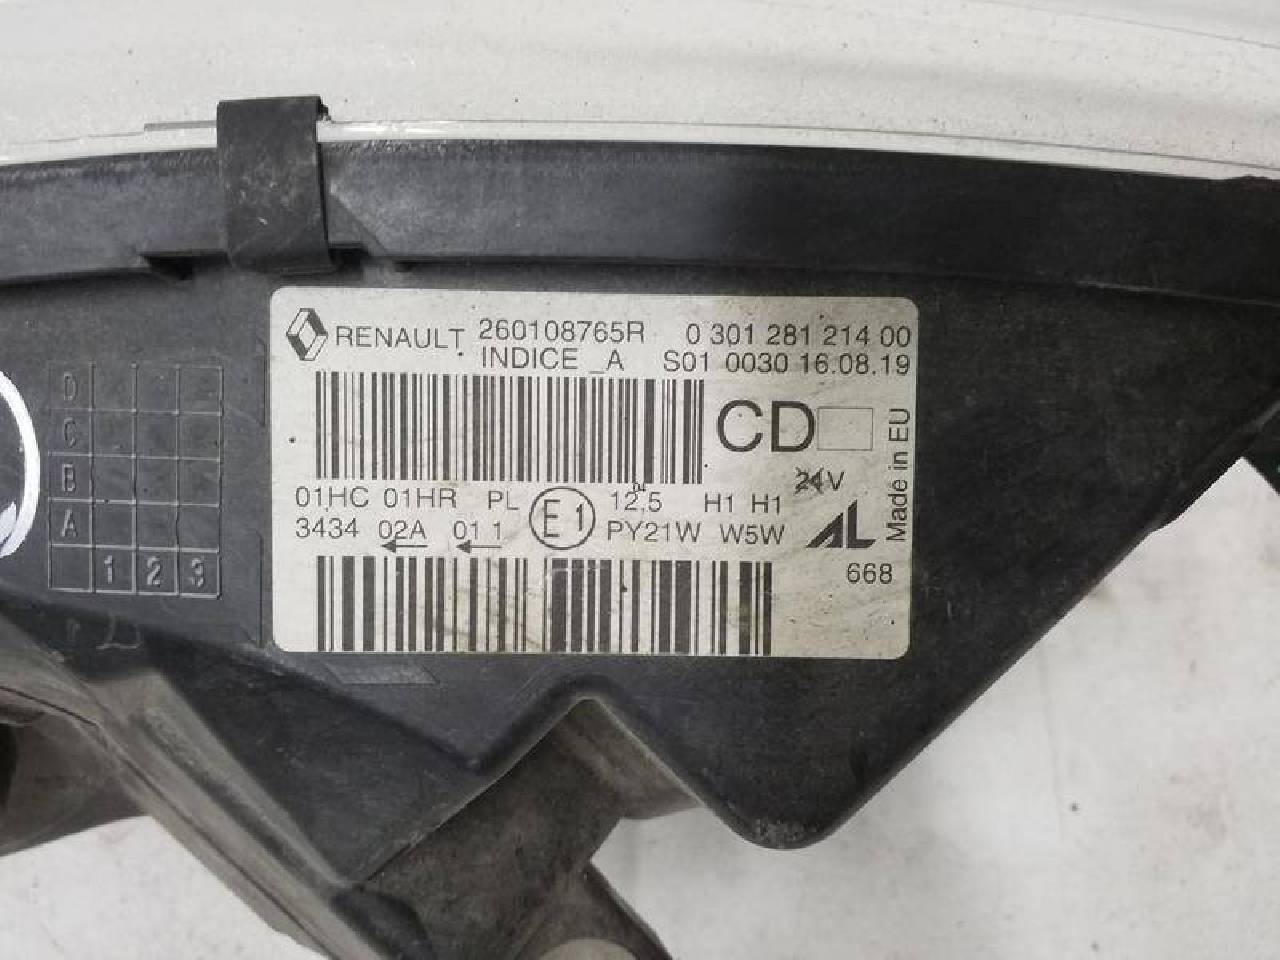 RENAULT 260108765R 0 301 281 214 00
INDICE _A S01 0030 16.08.19
CD
Made in EU
24V
01HC 01HR PL E1 12,5 H1 H1
3434 02A 01 1 PY21W W5W AL
668
D
C
B
A
1 2 3